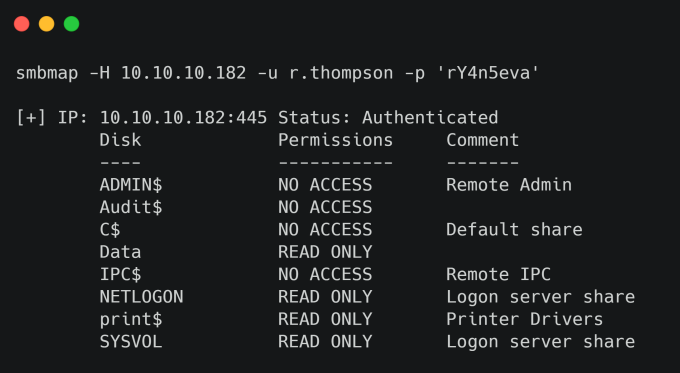 smbmap -H 10.10.10.182 -u r.thompson -p 'rY4n5eva'
[+] IP: 10.10.10.182:445 Status: Authenticated
Disk Permissions Comment
---- ----------- -------
ADMIN$ NO ACCESS Remote Admin
Audit$ NO ACCESS
C$ NO ACCESS Default share
Data READ ONLY
IPC$ NO ACCESS Remote IPC
NETLOGON READ ONLY Logon server share
print$ READ ONLY Printer Drivers
SYSVOL READ ONLY Logon server share